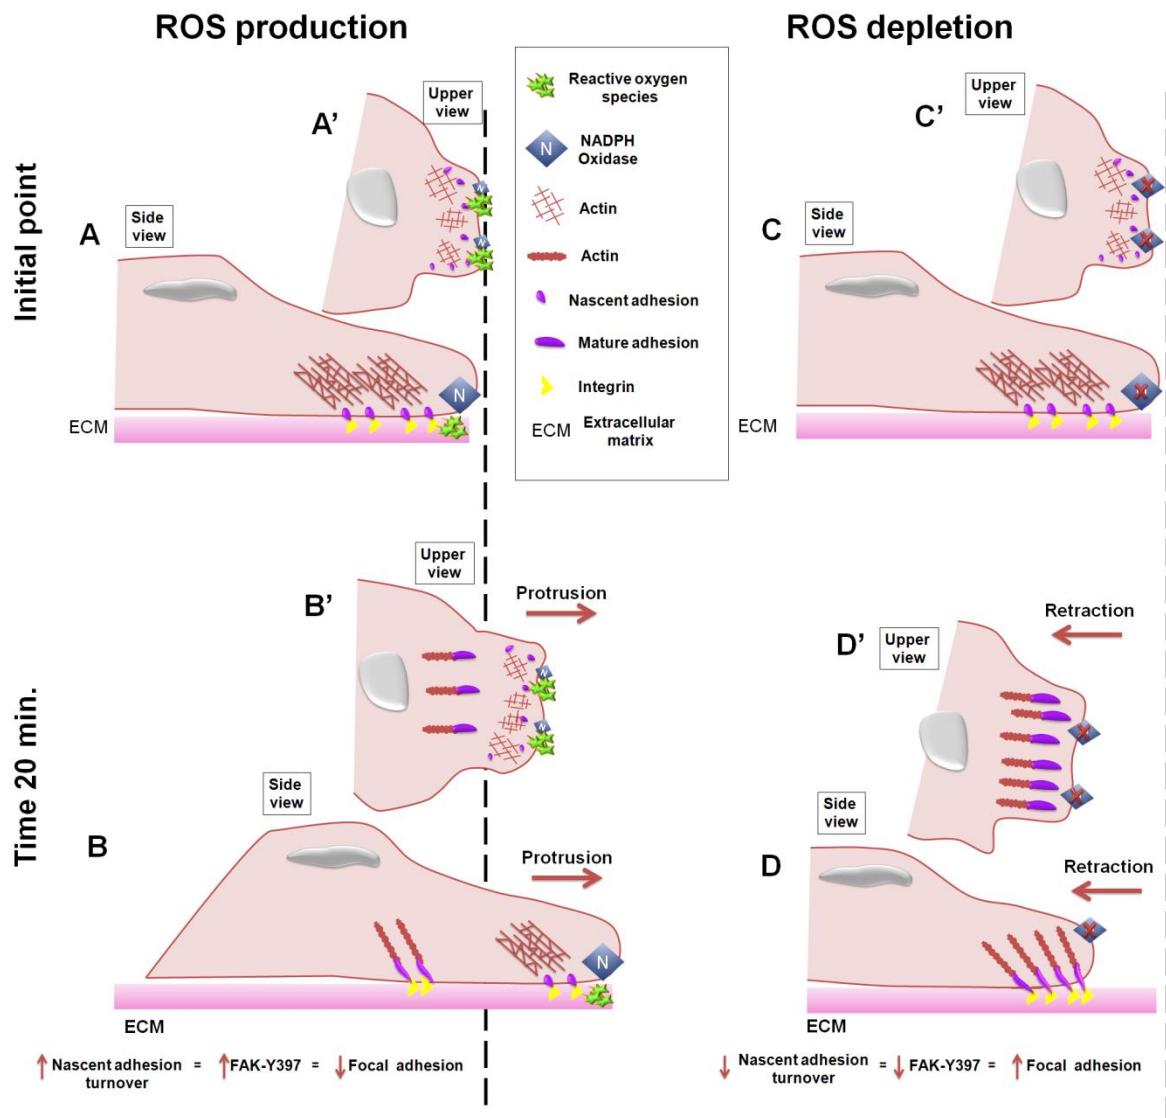 ROS production
ROS depletion
Initial point
Time 20 min.
A'
Upper
view
A
Side
view
N
N
N
ECM
Reactive oxygen
species
N
NADPH
Oxidase
Actin
Actin
Nascent adhesion
Mature adhesion
Integrin
ECM
Extracellular
matrix
C'
Upper
view
C
Side
view
ECM
B'
Upper
view
Protrusion
N
N
B
Side
view
Protrusion
N
ECM
D'
Upper
view
Retraction
D
Side
view
Retraction
ECM
↑ Nascent adhesion turnover = ↑ FAK-Y397 = ↓ Focal adhesion
↓ Nascent adhesion turnover = ↓ FAK-Y397 = ↑ Focal adhesion